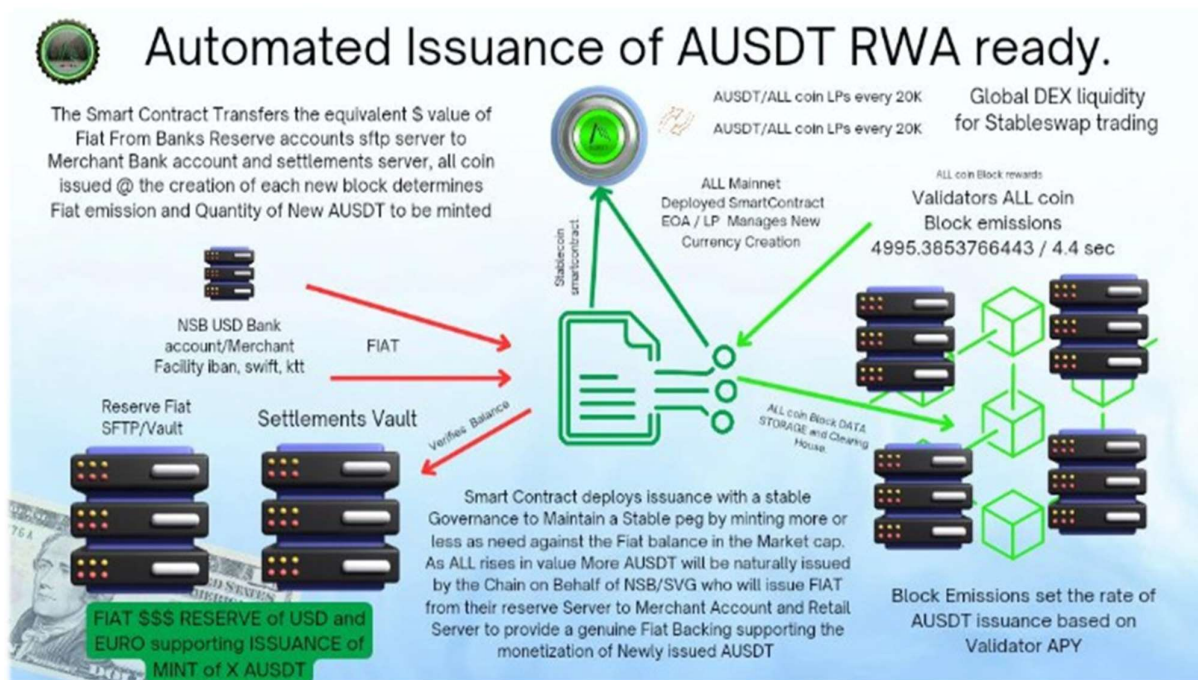 Automated Issuance of AUSDT RWA ready.
The Smart Contract Transfers the equivalent $ value of
Fiat From Banks Reserve accounts sftp server to
Merchant Bank account and settlements server, all coin
issued @ the creation of each new block determines
Fiat emission and Quantity of New AUSDT to be minted
AUSDT/ALL coin LPs every 20K
AUSDT/ALL coin LPs every 20K
Global DEX liquidity
for Stableswap trading
ALL Mainnet
Deployed SmartContract
EOA / LP Manages New
Currency Creation
ALL coin Block rewards
Validators ALL coin
Block emissions
4995.3853766443 / 4.4 sec
Stablecoin
smartcontract
NSB USD Bank
account/Merchant
Facility iban, swift, ktt
FIAT
Reserve Fiat
SFTP/Vault
Settlements Vault
Verifies Balance
ALL coin Block DATA
STORAGE and Clearing
House.
Smart Contract deploys issuance with a stable
Governance to Maintain a Stable peg by minting more or
less as need against the Fiat balance in the Market cap.
As ALL rises in value More AUSDT will be naturally issued
by the Chain on Behalf of NSB/SVG who will issue FIAT
from their reserve Server to Merchant Account and Retail
Server to provide a genuine Fiat Backing supporting the
monetization of Newly issued AUSDT
Block Emissions set the rate of
AUSDT issuance based on
Validator APY
FIAT $$$ RESERVE of USD and
EURO supporting ISSUANCE of
MINT of X AUSDT